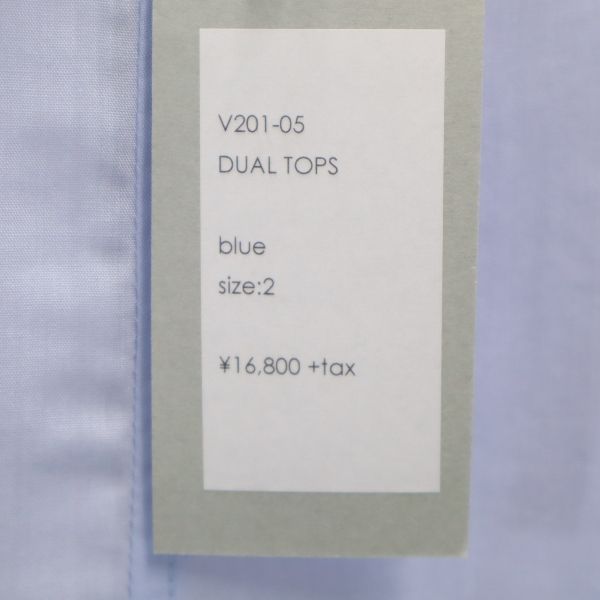 V201-05
DUAL TOPS
blue
size:2
¥16,800 +tax